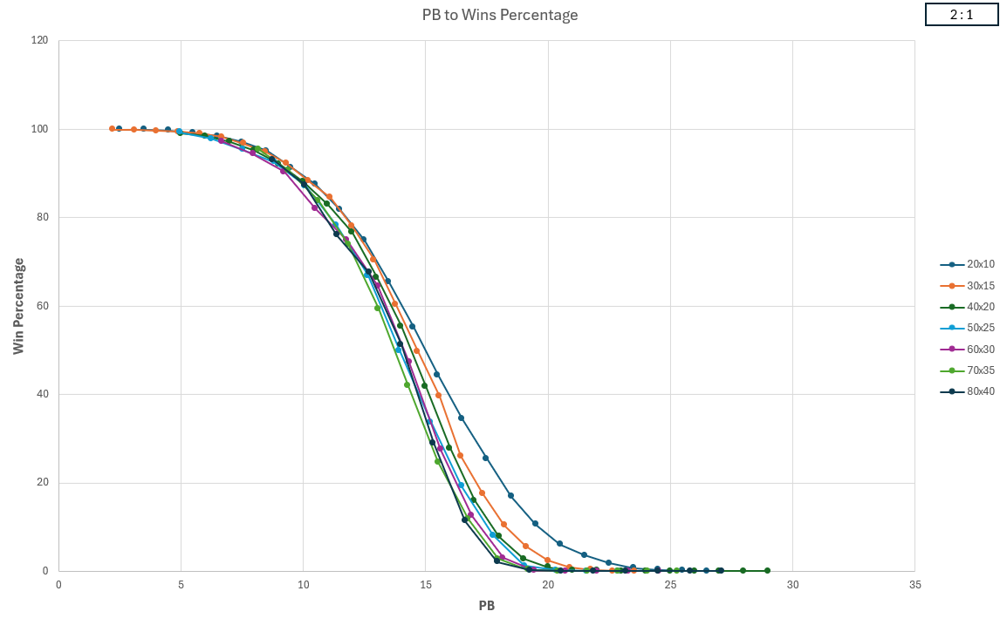 PB to Wins Percentage
2 : 1
120
100
80
60
40
20
0
0 5 10 15 20 25 30 35
Win Percentage
PB
20x10
30x15
40x20
50x25
60x30
70x35
80x40